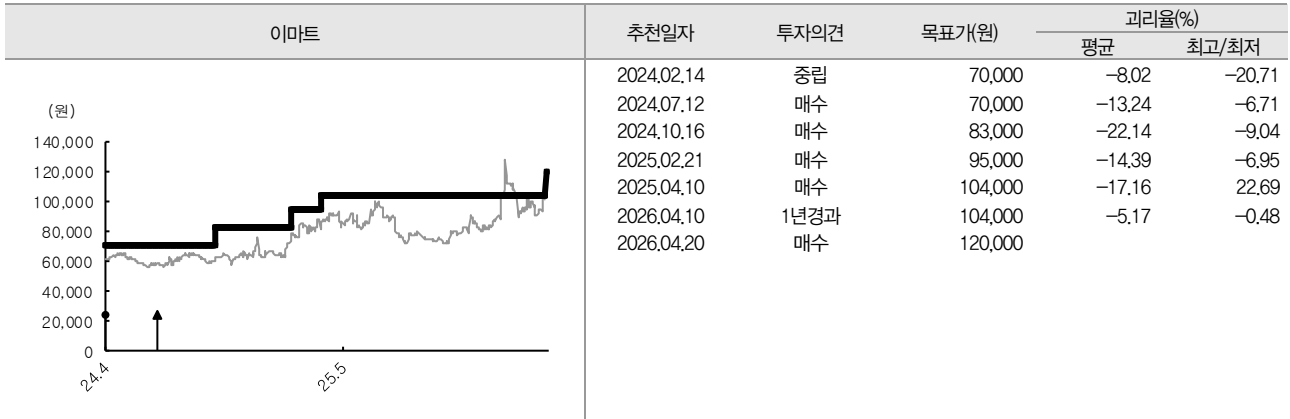 이마트
(원)
140,000
120,000
100,000
80,000
60,000
40,000
20,000
0
24.4
25.5
추천일자 투자의견 목표가(원) 괴리율(%)
평균 최고/최저
2024.02.14 중립 70,000 −8.02 −20.71
2024.07.12 매수 70,000 −13.24 −6.71
2024.10.16 매수 83,000 −22.14 −9.04
2025.02.21 매수 95,000 −14.39 −6.95
2025.04.10 매수 104,000 −17.16 22.69
2026.04.10 1년경과 104,000 −5.17 −0.48
2026.04.20 매수 120,000